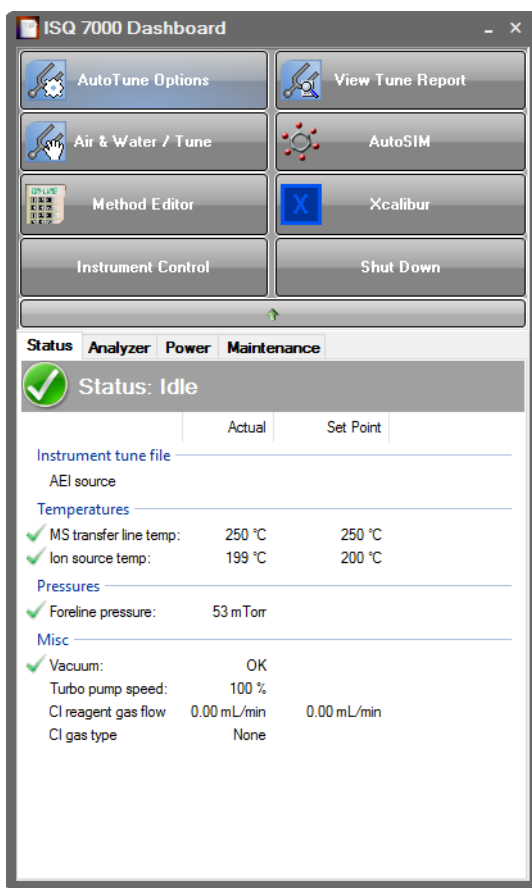 ISQ 7000 Dashboard
AutoTune Options
View Tune Report
Air & Water / Tune
AutoSIM
Method Editor
X
Xcalibur
Instrument Control
Shut Down
Status Analyzer Power Maintenance
Status: Idle
Actual Set Point
Instrument tune file
AEI source
Temperatures
MS transfer line temp: 250 °C 250 °C
Ion source temp: 199 °C 200 °C
Pressures
Foreline pressure: 53 mTorr
Misc
Vacuum: OK
Turbo pump speed: 100 %
CI reagent gas flow 0.00 mL/min 0.00 mL/min
CI gas type None